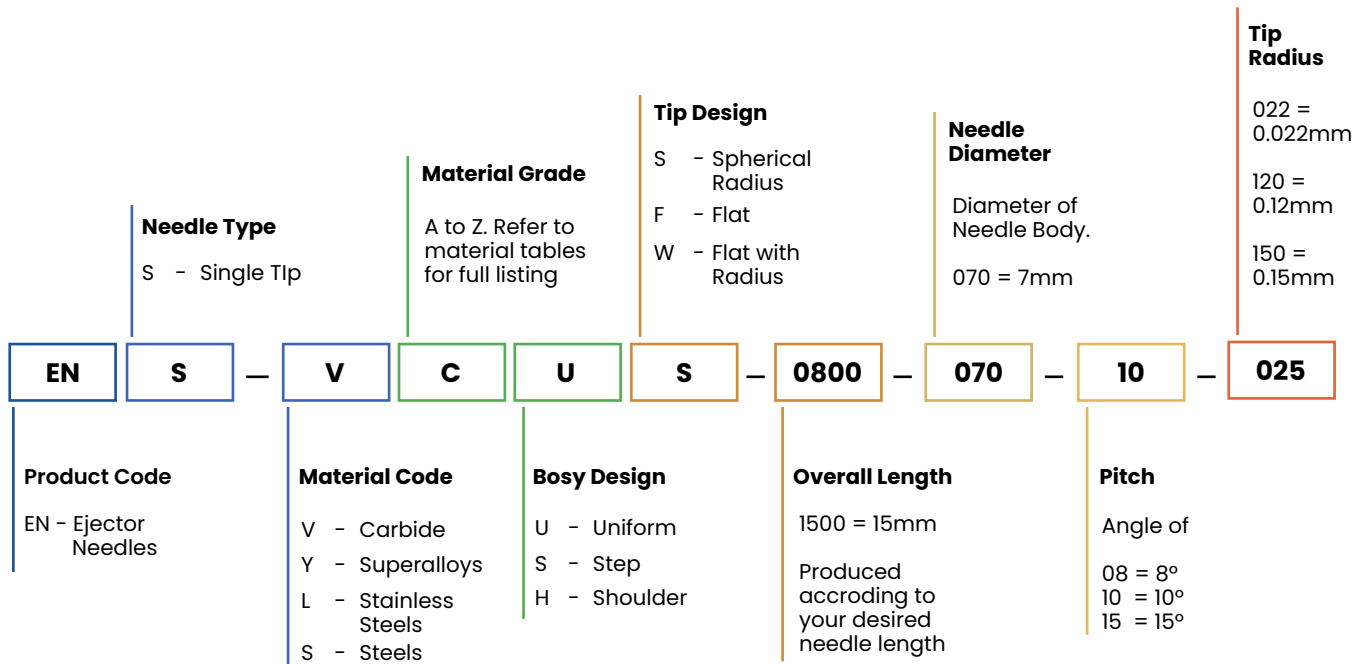 Tip
Radius
022 =
0.022mm
120 =
0.12mm
150 =
0.15mm
Tip Design
S - Spherical
Radius
F - Flat
W - Flat with
Radius
Needle
Diameter
Diameter of
Needle Body.
070 = 7mm
Material Grade
A to Z. Refer to
material tables
for full listing
Needle Type
S - Single TIp
EN S – V C U S – 0800 – 070 – 10 – 025
Product Code
EN - Ejector
Needles
Material Code
V - Carbide
Y - Superalloys
L - Stainless
Steels
S - Steels
Bosy Design
U - Uniform
S - Step
H - Shoulder
Overall Length
1500 = 15mm
Produced
accroding to
your desired
needle length
Pitch
Angle of
08 = 8º
10 = 10º
15 = 15º